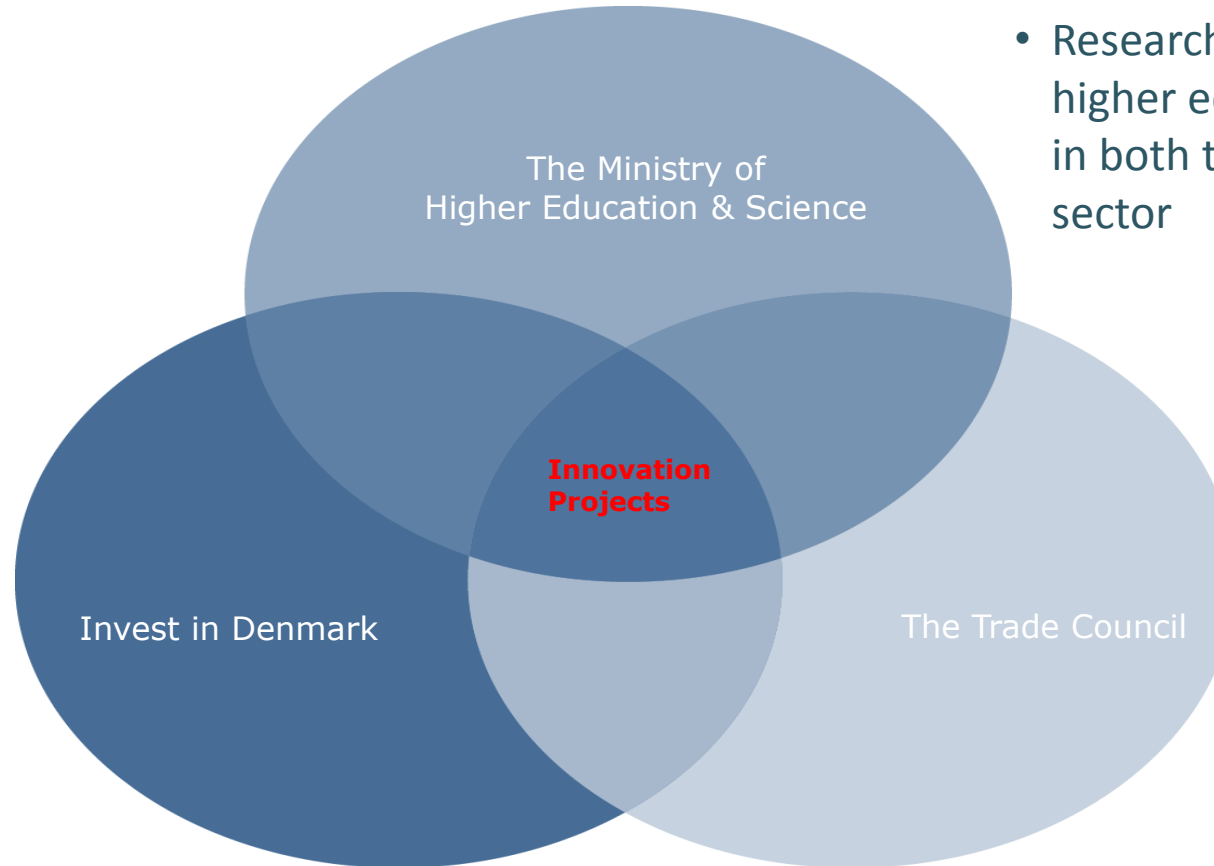 • Research
higher e
in both t
sector
The Ministry of
Higher Education & Science
Innovation
Projects
Invest in Denmark
The Trade Council